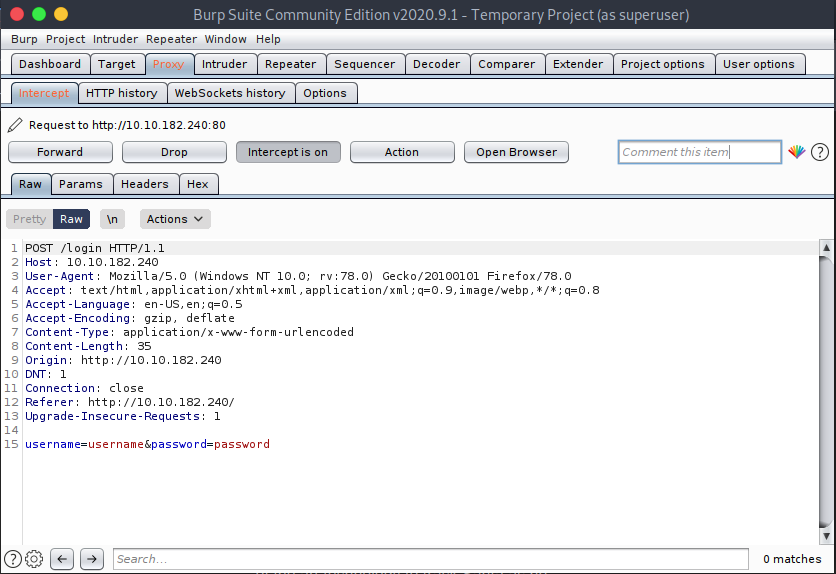 Burp Suite Community Edition v2020.9.1 - Temporary Project (as superuser)
Burp Project Intruder Repeater Window Help
Dashboard Target Proxy Intruder Repeater Sequencer Decoder Comparer Extender Project options User options
Intercept HTTP history WebSockets history Options
Request to http://10.10.182.240:80
Forward Drop Intercept is on Action Open Browser Comment this item ?
Raw Params Headers Hex
Pretty Raw \n Actions
1 POST /login HTTP/1.1
2 Host: 10.10.182.240
3 User-Agent: Mozilla/5.0 (Windows NT 10.0; rv:78.0) Gecko/20100101 Firefox/78.0
4 Accept: text/html,application/xhtml+xml,application/xml;q=0.9,image/webp,*/*;q=0.8
5 Accept-Language: en-US,en;q=0.5
6 Accept-Encoding: gzip, deflate
7 Content-Type: application/x-www-form-urlencoded
8 Content-Length: 35
9 Origin: http://10.10.182.240
10 DNT: 1
11 Connection: close
12 Referer: http://10.10.182.240/
13 Upgrade-Insecure-Requests: 1
14
15 username=username&password=password
? Search... 0 matches